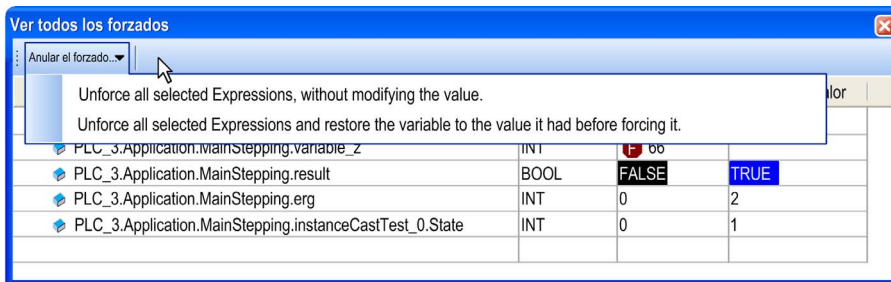 Ver todos los forzados
Anular el forzado...
Unforce all selected Expressions, without modifying the value.
lor
Unforce all selected Expressions and restore the variable to the value it had before forcing it.
PLC_3.Application.MainStepping.variable_z INT F 66
PLC_3.Application.MainStepping.result BOOL FALSE TRUE
PLC_3.Application.MainStepping.erg INT 0 2
PLC_3.Application.MainStepping.instanceCastTest_0.State INT 0 1